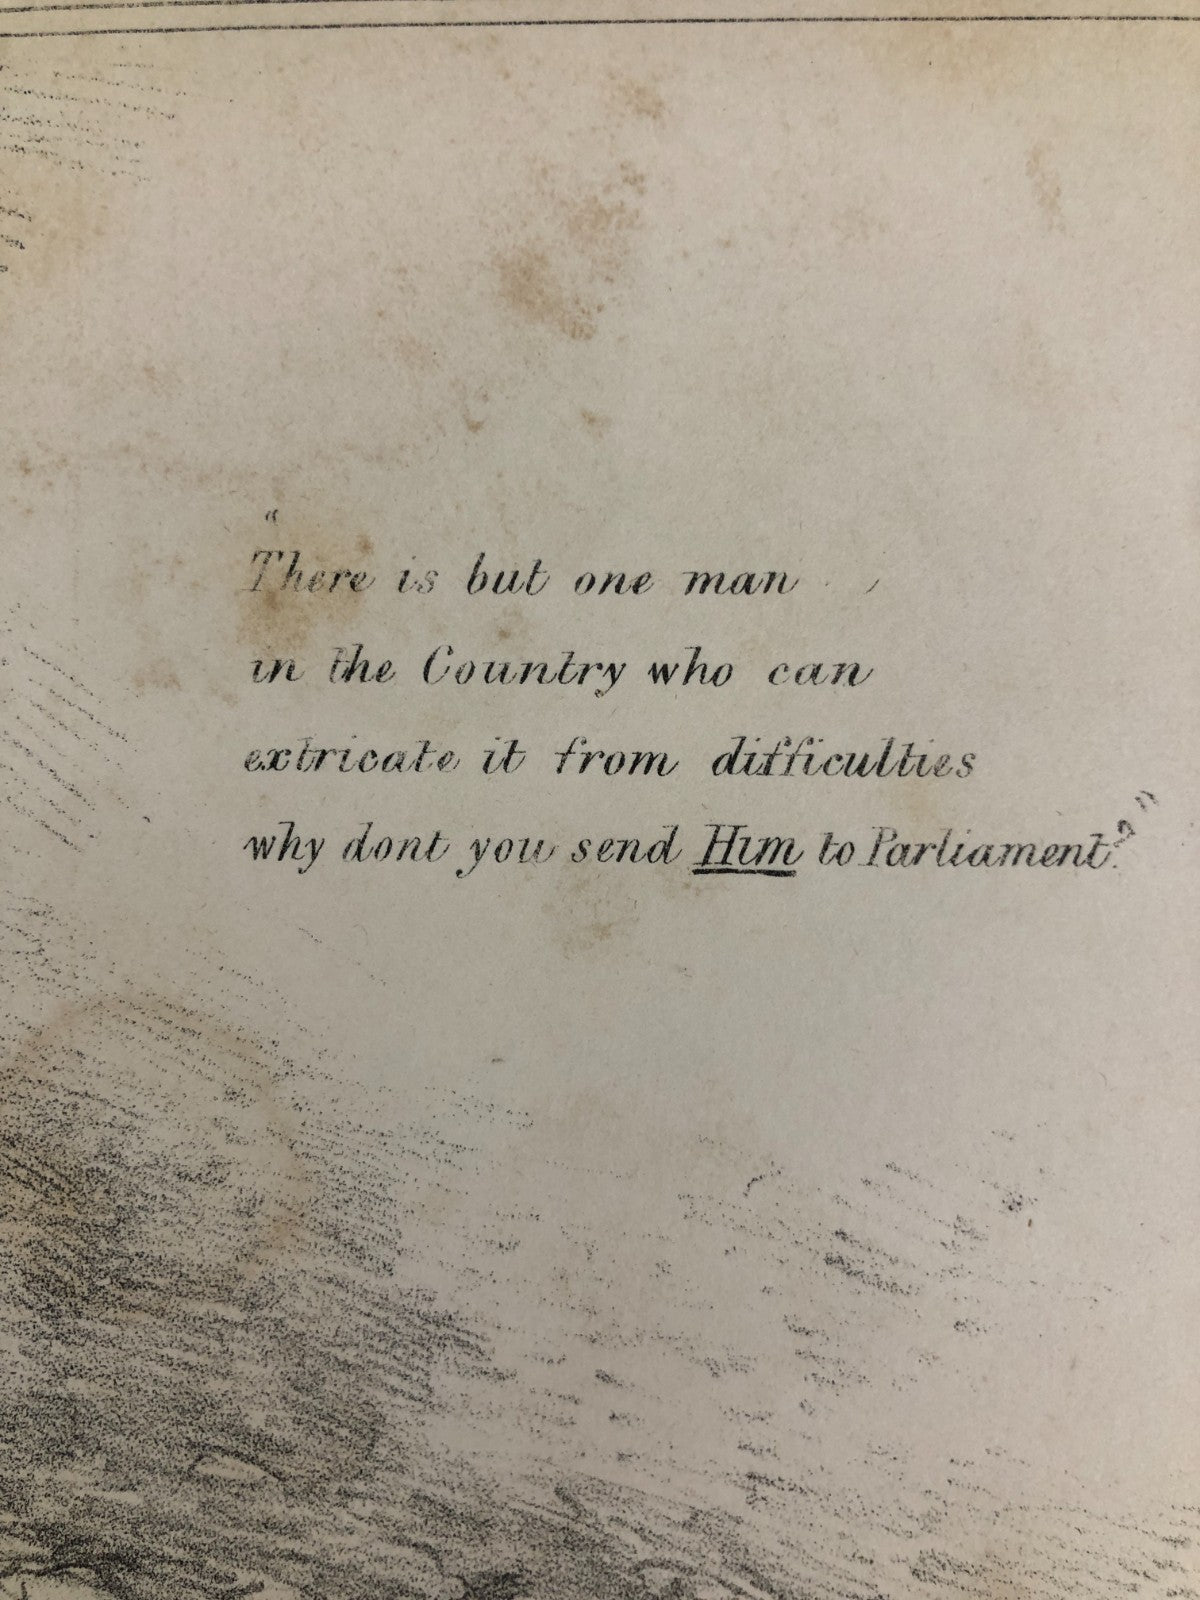 "There is but one man
in the Country who can
extricate it from difficulties
why dont you send Him to Parliament?"